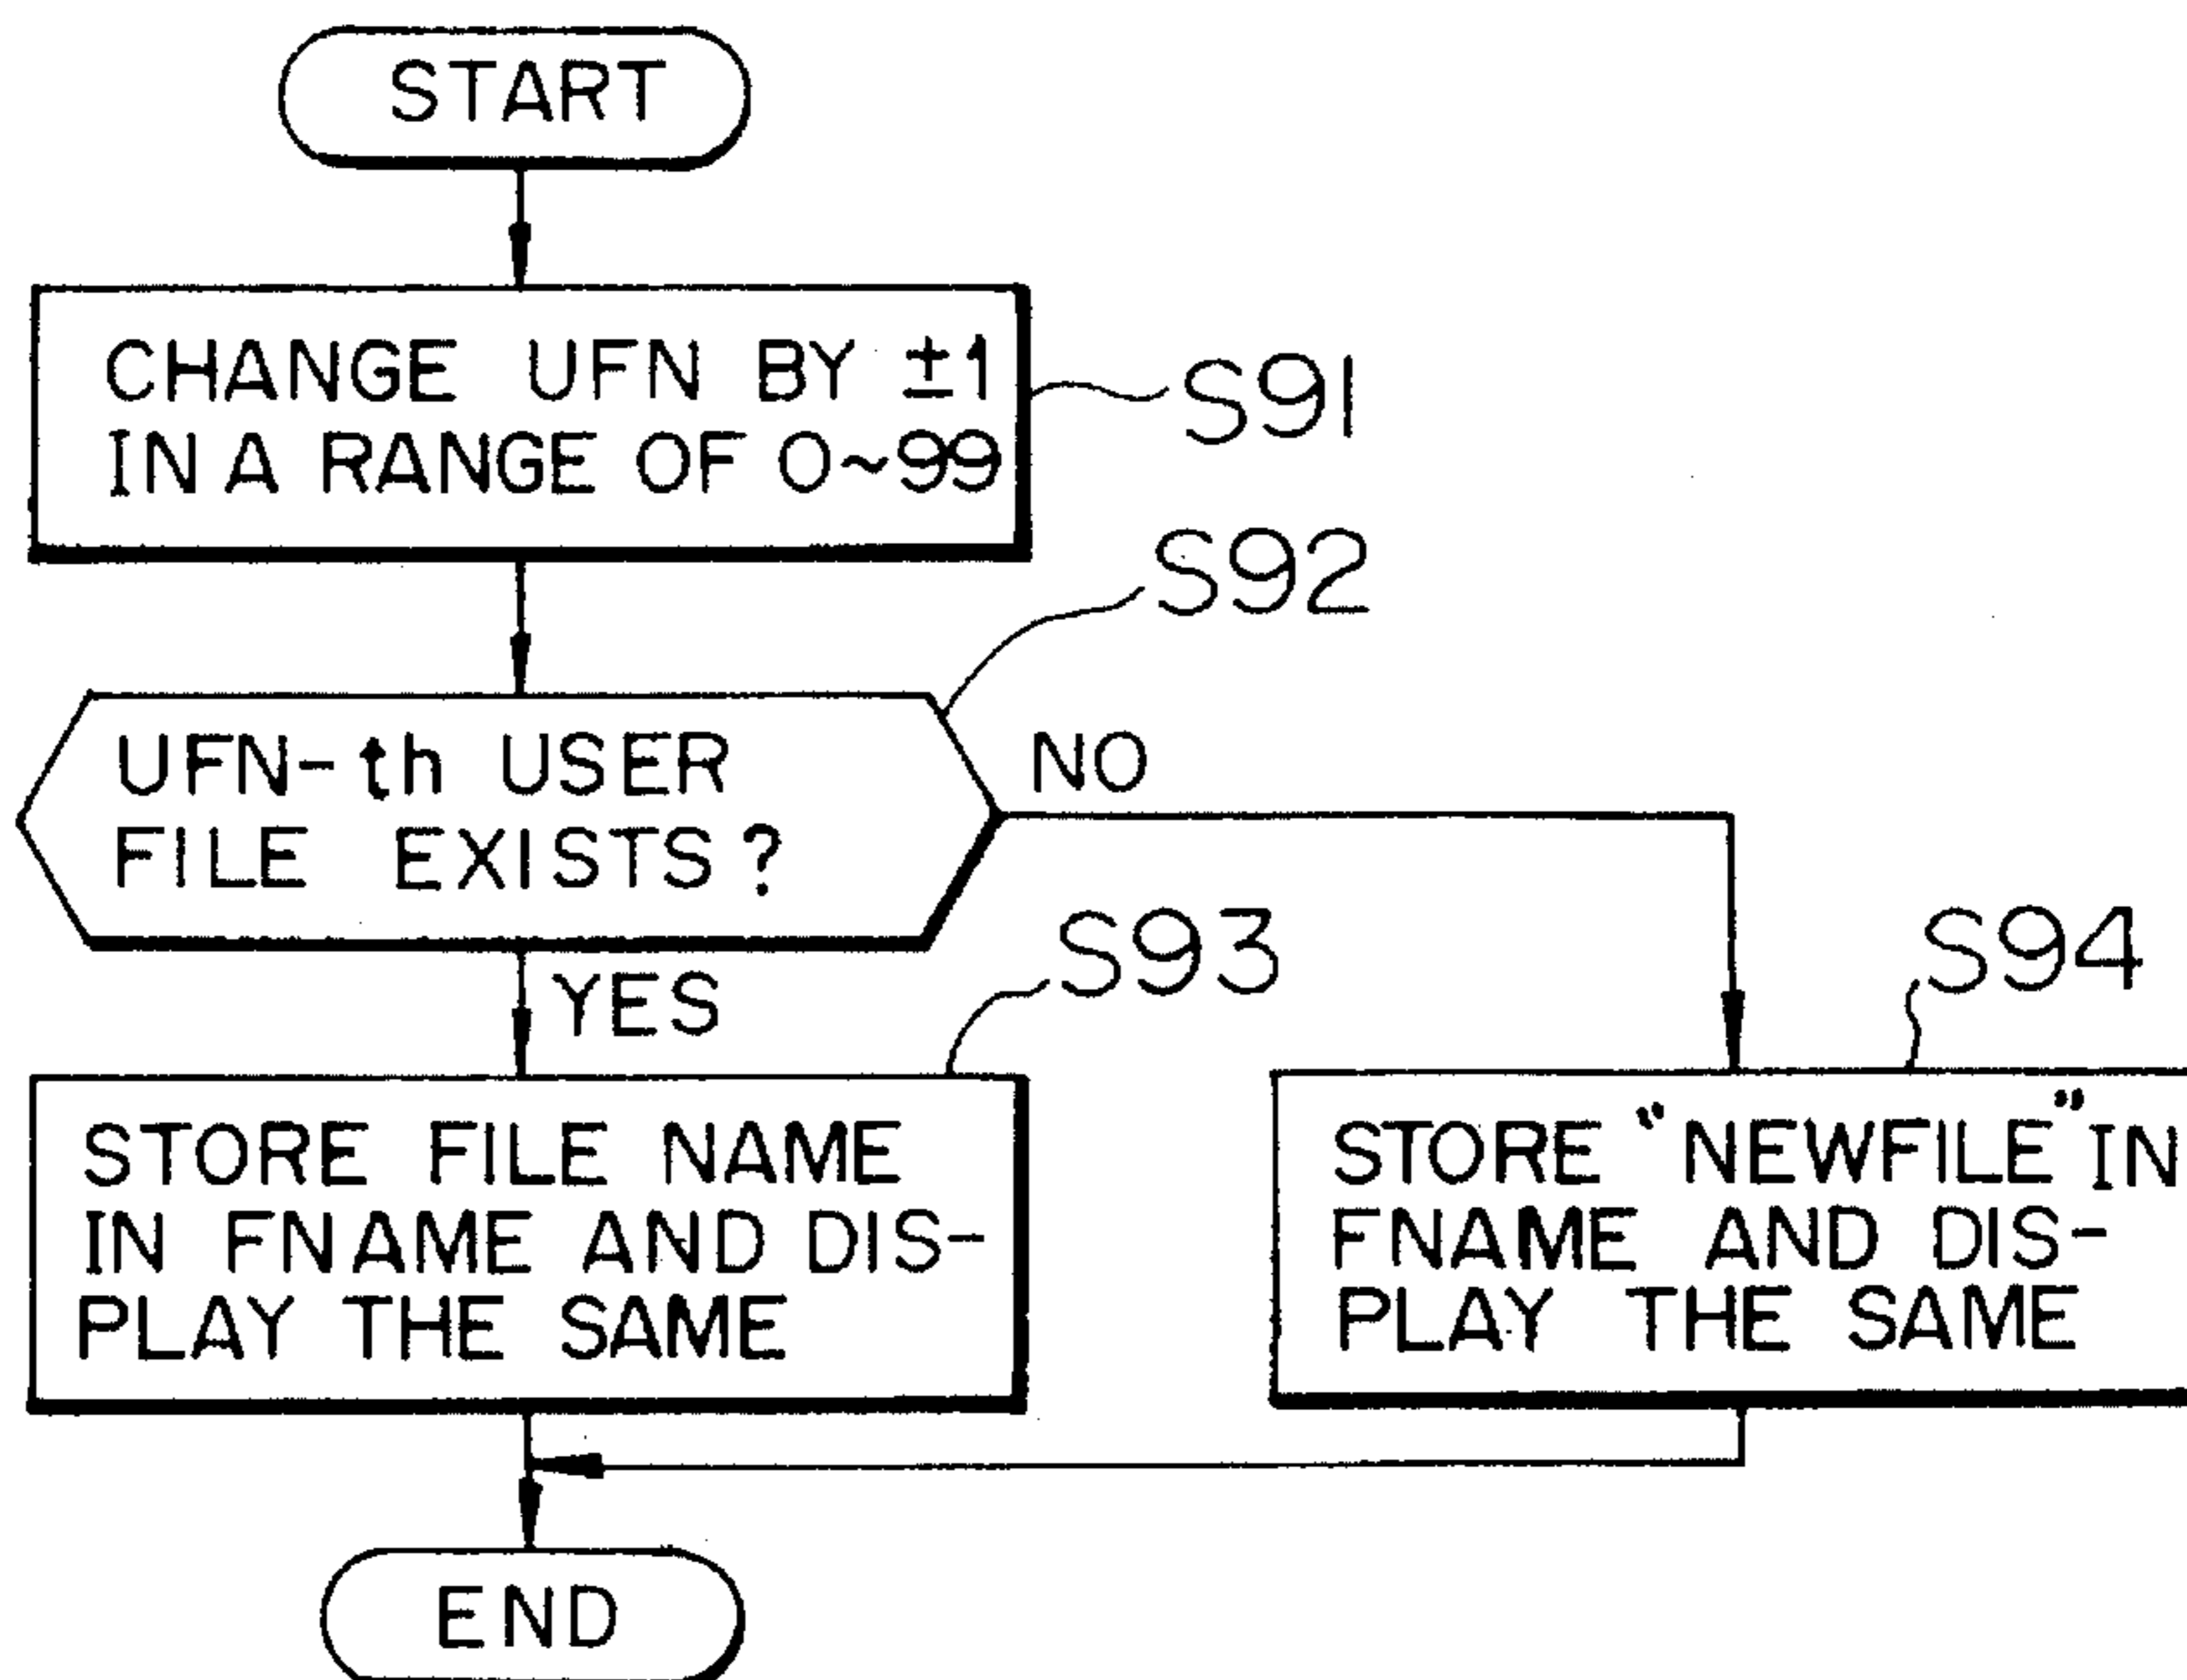 START
CHANGE UFN BY ±1
IN A RANGE OF 0~99
S91
S92
UFN-th USER
FILE EXISTS?
NO
YES
S93
S94
STORE FILE NAME
IN FNAME AND DIS-
PLAY THE SAME
STORE "NEWFILE" IN
FNAME AND DIS-
PLAY THE SAME
END